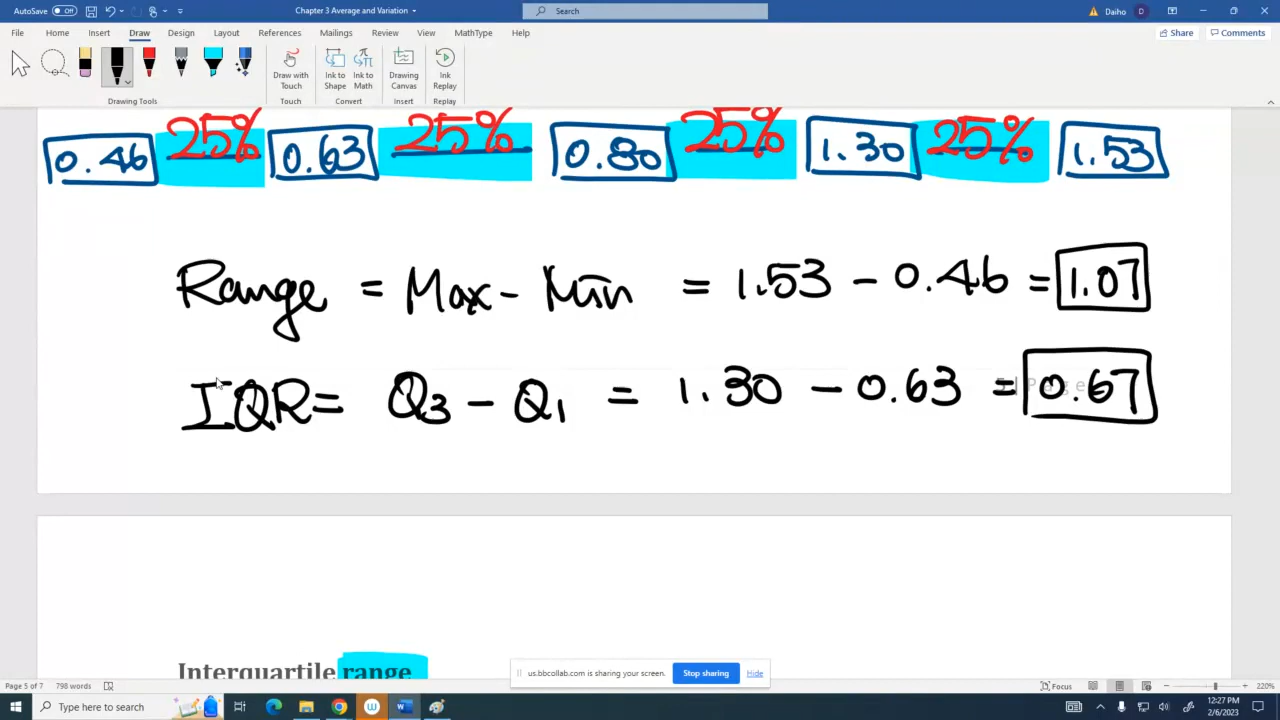 AutoSave Off Chapter 3 Average and Variation Search Daiho D
File Home Insert Draw Design Layout References Mailings Review View MathType Help Share Comments
Draw with Touch Ink to Shape Ink to Math Drawing Canvas Ink Replay
Drawing Tools Touch Convert Insert Replay
0.46 25% 0.63 25% 0.80 25% 1.30 25% 1.53
Range = Max - Min = 1.53 - 0.46 = 1.07
IQR = Q3 - Q1 = 1.30 - 0.63 = 0.67
5 | Page
Interquartile range
us.bbcollab.com is sharing your screen. Stop sharing Hide
Page 5 of 7 798 words Focus 220%
Type here to search 12:27 PM
2/6/2023